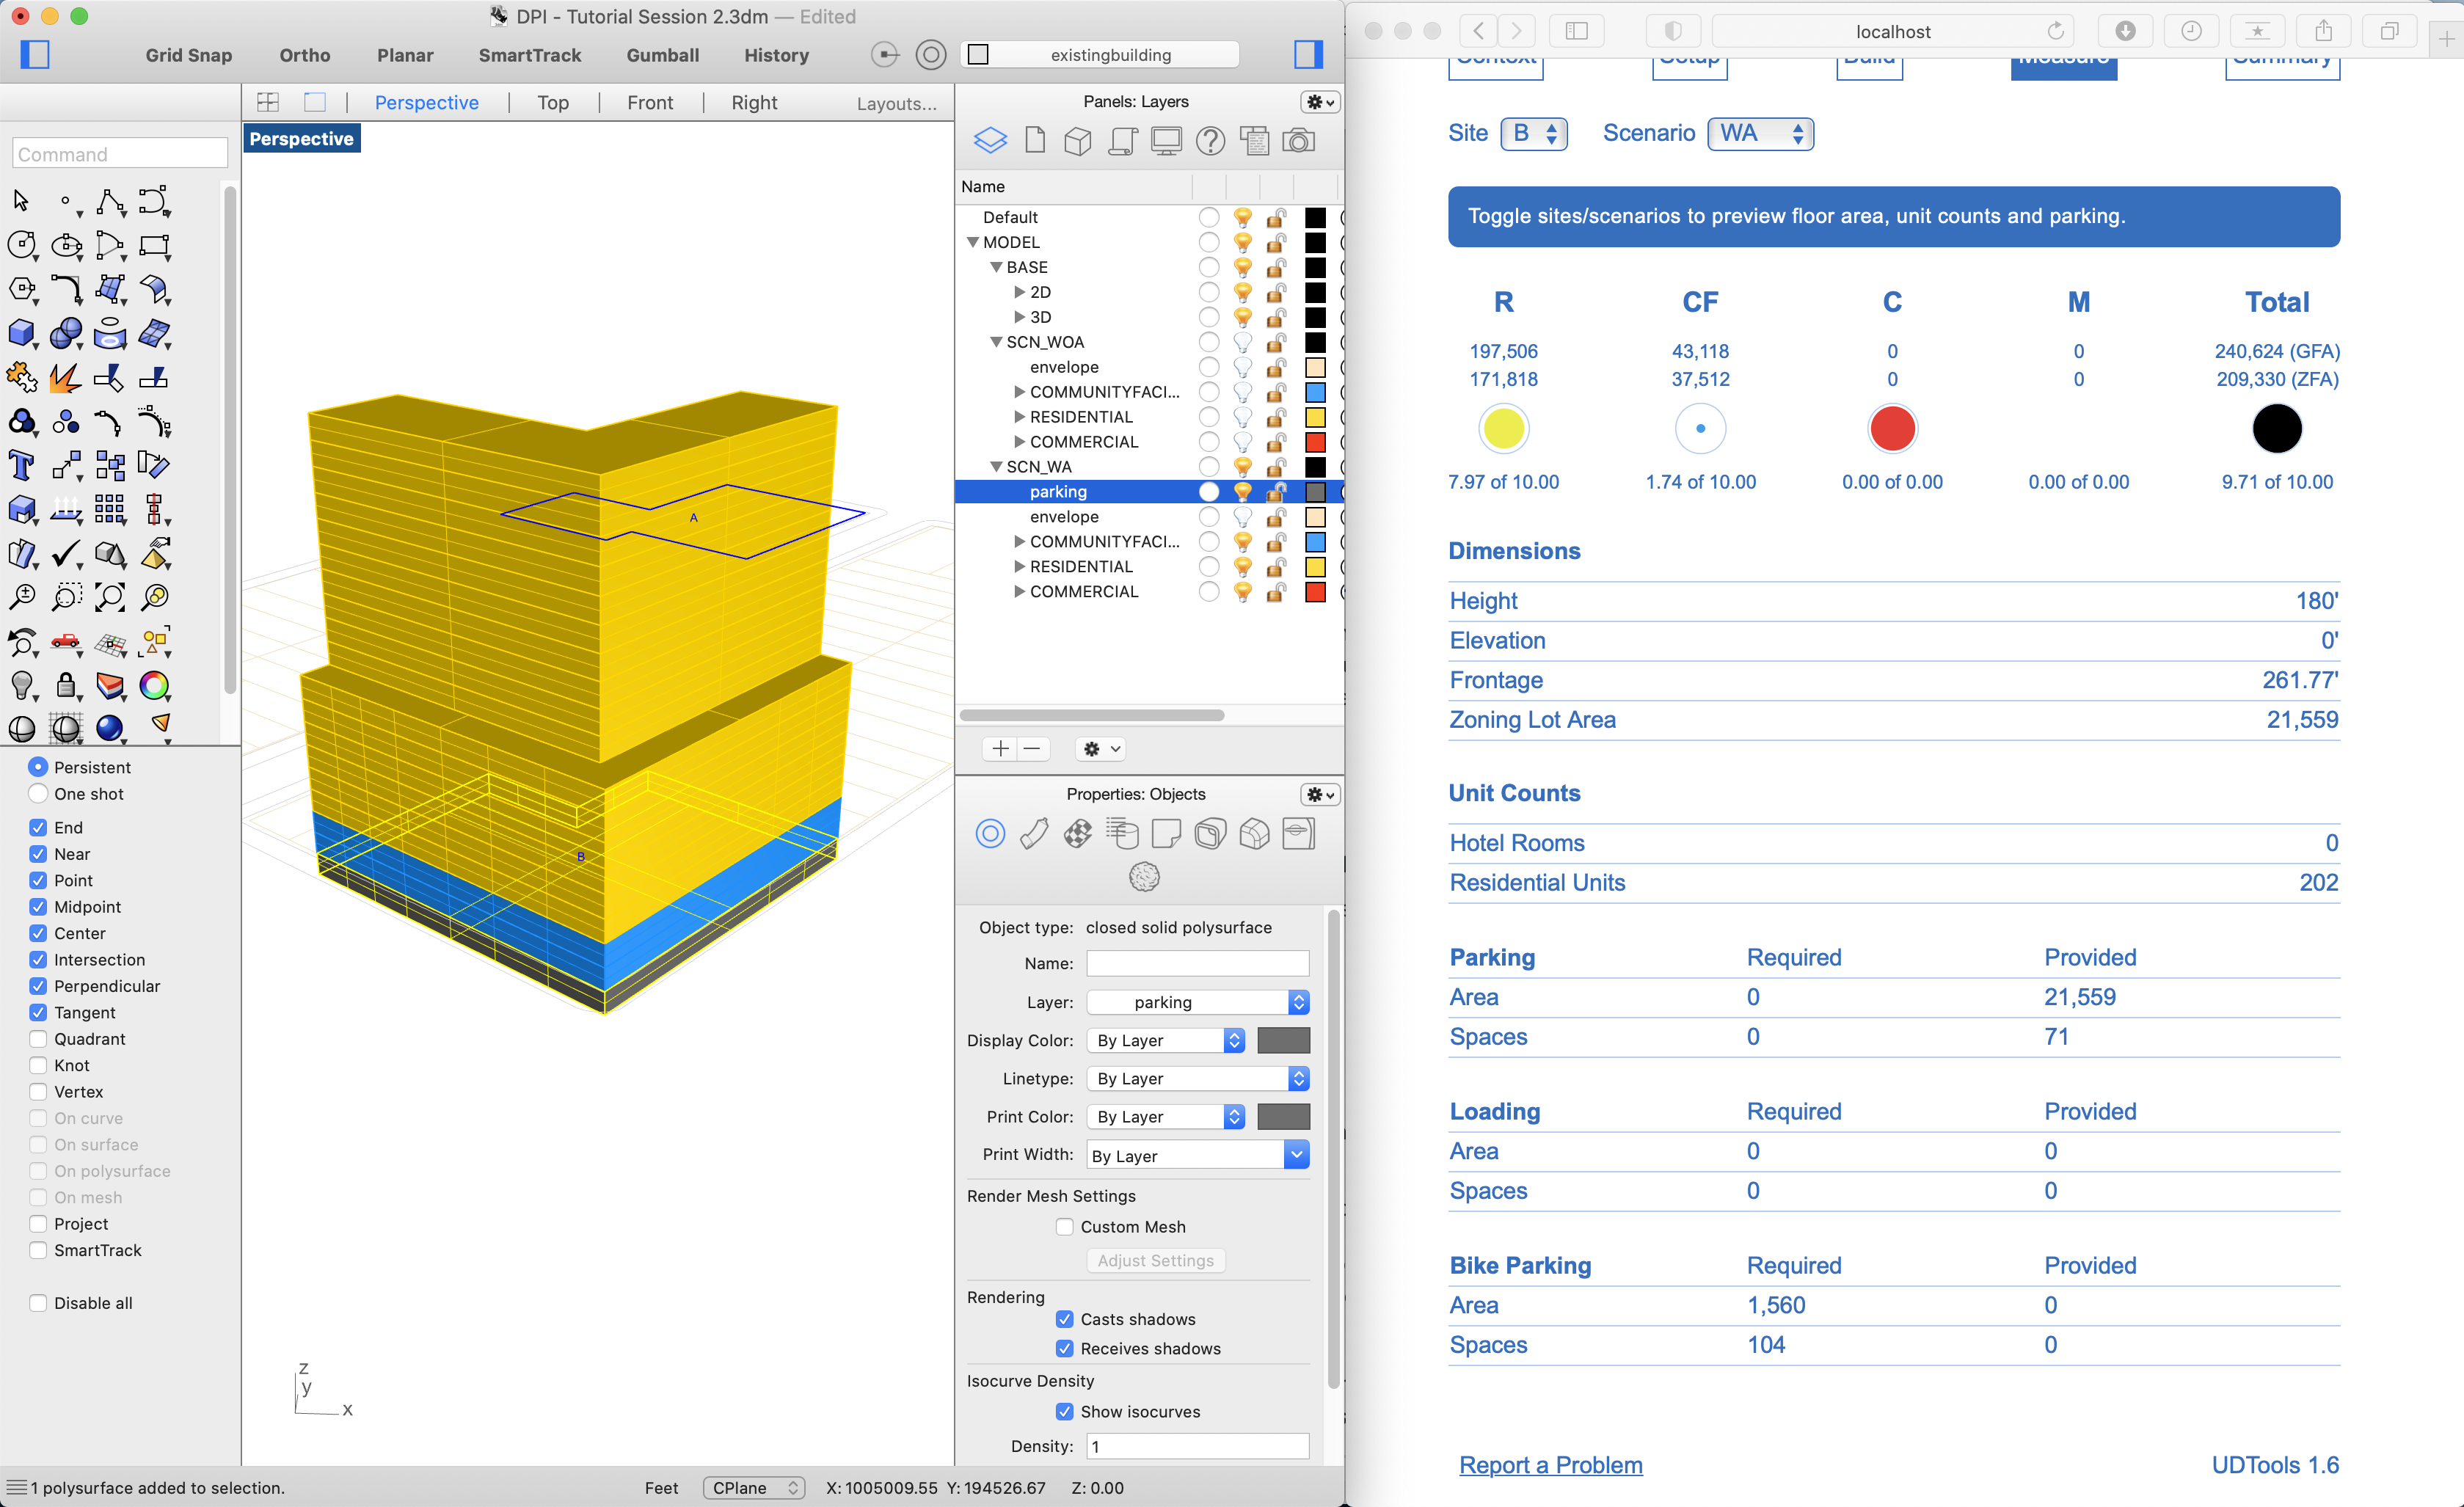 DPI - Tutorial Session 2.3dm — Edited
Grid Snap Ortho Planar SmartTrack Gumball History existingbuilding
Perspective Top Front Right Layouts...
Command
Perspective
A
B
z
y
x
Persistent
One shot
End
Near
Point
Midpoint
Center
Intersection
Perpendicular
Tangent
Quadrant
Knot
Vertex
On curve
On surface
On polysurface
On mesh
Project
SmartTrack
Disable all
Panels: Layers
Name
Default
MODEL
BASE
2D
3D
SCN_WOA
envelope
COMMUNITYFACI...
RESIDENTIAL
COMMERCIAL
SCN_WA
parking
envelope
COMMUNITYFACI...
RESIDENTIAL
COMMERCIAL
Properties: Objects
Object type: closed solid polysurface
Name:
Layer: parking
Display Color: By Layer
Linetype: By Layer
Print Color: By Layer
Print Width: By Layer
Render Mesh Settings
Custom Mesh
Adjust Settings
Rendering
Casts shadows
Receives shadows
Isocurve Density
Show isocurves
Density: 1
1 polysurface added to selection.
Feet CPlane X: 1005009.55 Y: 194526.67 Z: 0.00
localhost
Context Setup Build Measure Summary
Site B Scenario WA
Toggle sites/scenarios to preview floor area, unit counts and parking.
R CF C M Total
197,506 43,118 0 0 240,624 (GFA)
171,818 37,512 0 0 209,330 (ZFA)
7.97 of 10.00 1.74 of 10.00 0.00 of 0.00 0.00 of 0.00 9.71 of 10.00
Dimensions
Height 180'
Elevation 0'
Frontage 261.77'
Zoning Lot Area 21,559
Unit Counts
Hotel Rooms 0
Residential Units 202
Parking Required Provided
Area 0 21,559
Spaces 0 71
Loading Required Provided
Area 0 0
Spaces 0 0
Bike Parking Required Provided
Area 1,560 0
Spaces 104 0
Report a Problem UDTools 1.6